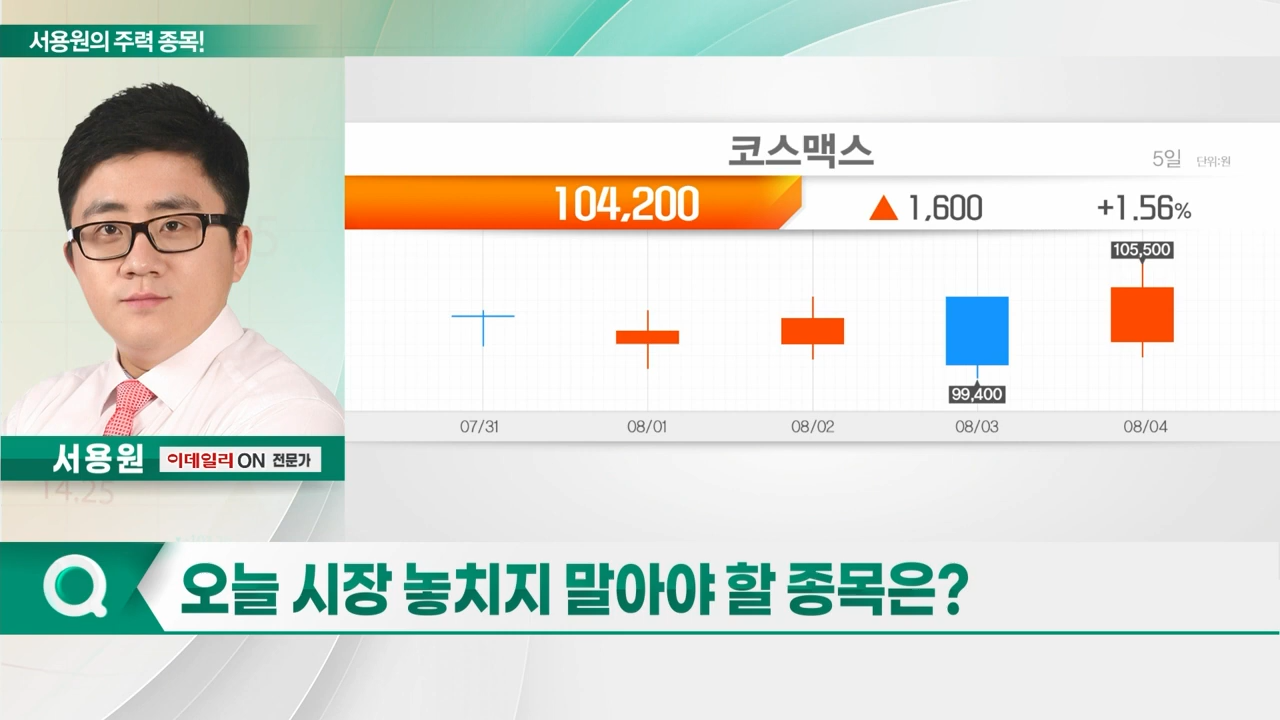 서용원의 주력 종목!
코스맥스
5일 단위:원
104,200 ▲ 1,600 +1.56%
105,500
99,400
07/31 08/01 08/02 08/03 08/04
서용원 이데일리 ON 전문가
14.25
오늘 시장 놓치지 말아야 할 종목은?